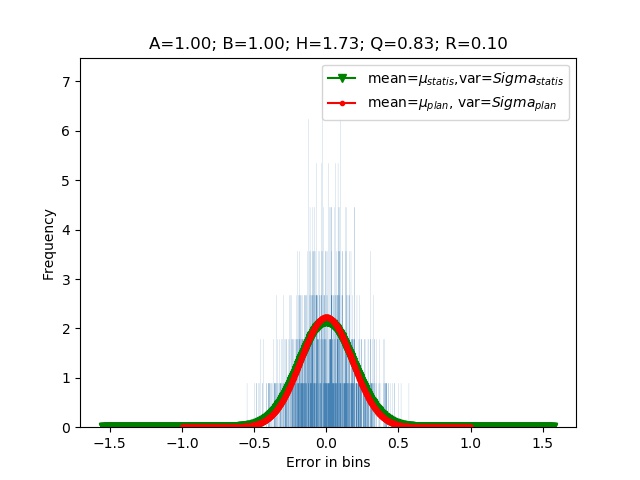 A=1.00; B=1.00; H=1.73; Q=0.83; R=0.10
mean=μstatis,var=Sigmastatis
mean=μplan, var=Sigmaplan
7
6
5
4
3
2
1
0
Frequency
−1.5 −1.0 −0.5 0.0 0.5 1.0 1.5
Error in bins